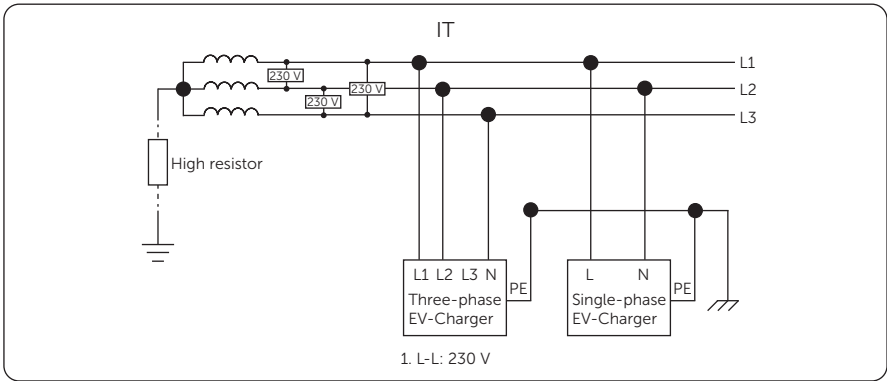 IT
L1
230 V
230 V
L2
230 V
L3
High resistor
L1 L2 L3 N
PE
Three-phase
EV-Charger
L N
PE
Single-phase
EV-Charger
1. L-L: 230 V